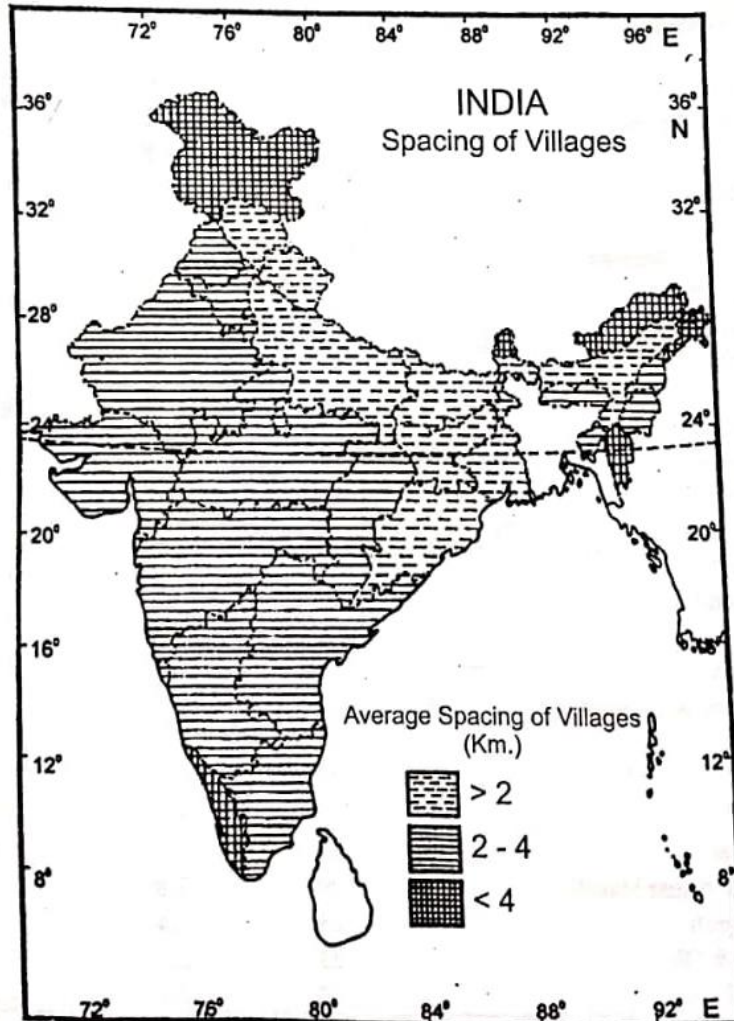 72° 76° 80° 84° 88° 92° 96° E
36° 36°
N
INDIA
Spacing of Villages
32° 32°
28° 28°
24° 24°
20° 20°
16° 16°
Average Spacing of Villages
(Km.)
12° 12°
> 2
2 - 4
8° 8°
< 4
72° 76° 80° 84° 88° 92° E